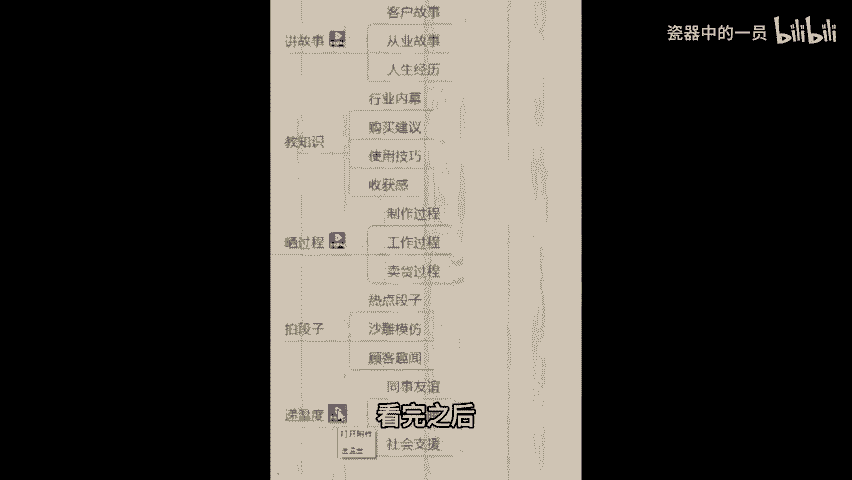 瓷器中的一员 bilibili
客户故事
讲故事
从业故事
人生经历
行业内幕
购买建议
教知识
使用技巧
收获感
制作过程
晒过程
工作过程
卖货过程
热点段子
拍段子
沙雕模仿
顾客趣闻
同事友谊
递温度
看完之后
社会支援